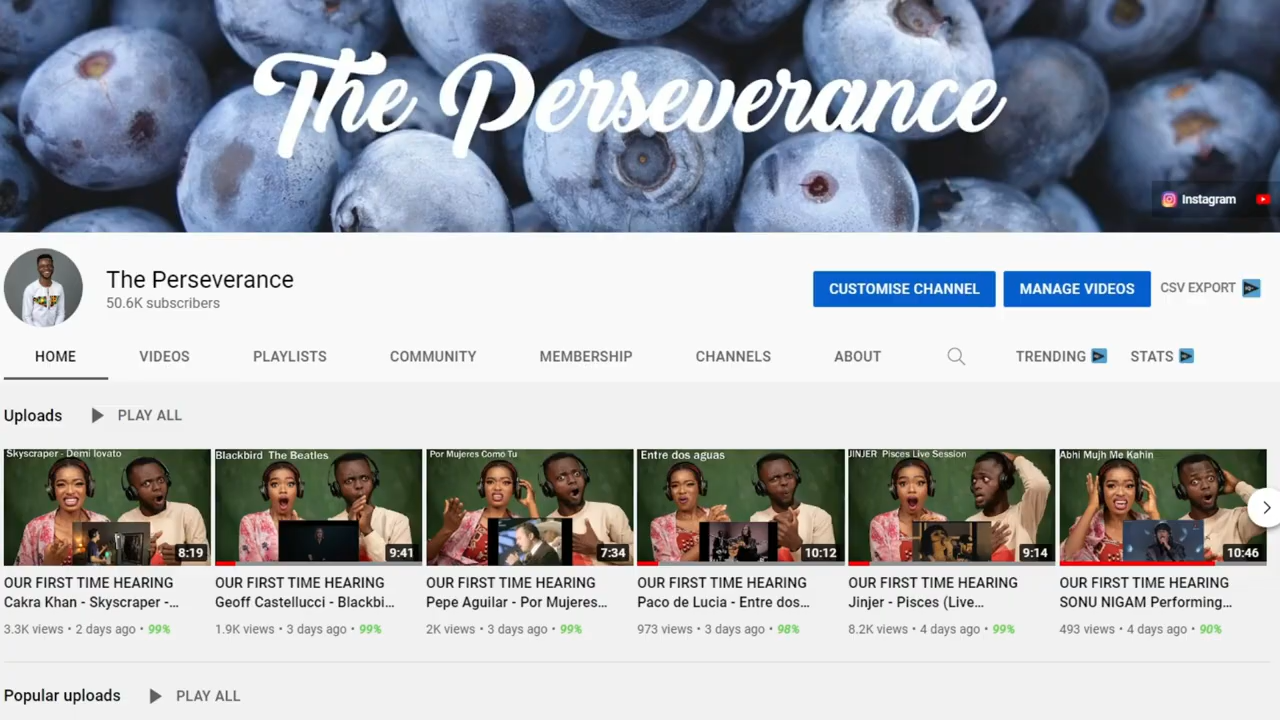 The Perseverance
Instagram
The Perseverance
50.6K subscribers
CUSTOMISE CHANNEL
MANAGE VIDEOS
CSV EXPORT
HOME
VIDEOS
PLAYLISTS
COMMUNITY
MEMBERSHIP
CHANNELS
ABOUT
TRENDING
STATS
Uploads
PLAY ALL
Skyscraper - Demi lovato
8:19
OUR FIRST TIME HEARING
Cakra Khan - Skyscraper -...
3.3K views • 2 days ago • 99%
Blackbird The Beatles
9:41
OUR FIRST TIME HEARING
Geoff Castellucci - Blackbi...
1.9K views • 3 days ago • 99%
Por Mujeres Como Tu
7:34
OUR FIRST TIME HEARING
Pepe Aguilar - Por Mujeres...
2K views • 3 days ago • 99%
Entre dos aguas
10:12
OUR FIRST TIME HEARING
Paco de Lucia - Entre dos...
973 views • 3 days ago • 98%
JINJER Pisces Live Session
9:14
OUR FIRST TIME HEARING
Jinjer - Pisces (Live...
8.2K views • 4 days ago • 99%
Abhi Mujh Me Kahin
10:46
OUR FIRST TIME HEARING
SONU NIGAM Performing...
493 views • 4 days ago • 90%
Popular uploads
PLAY ALL